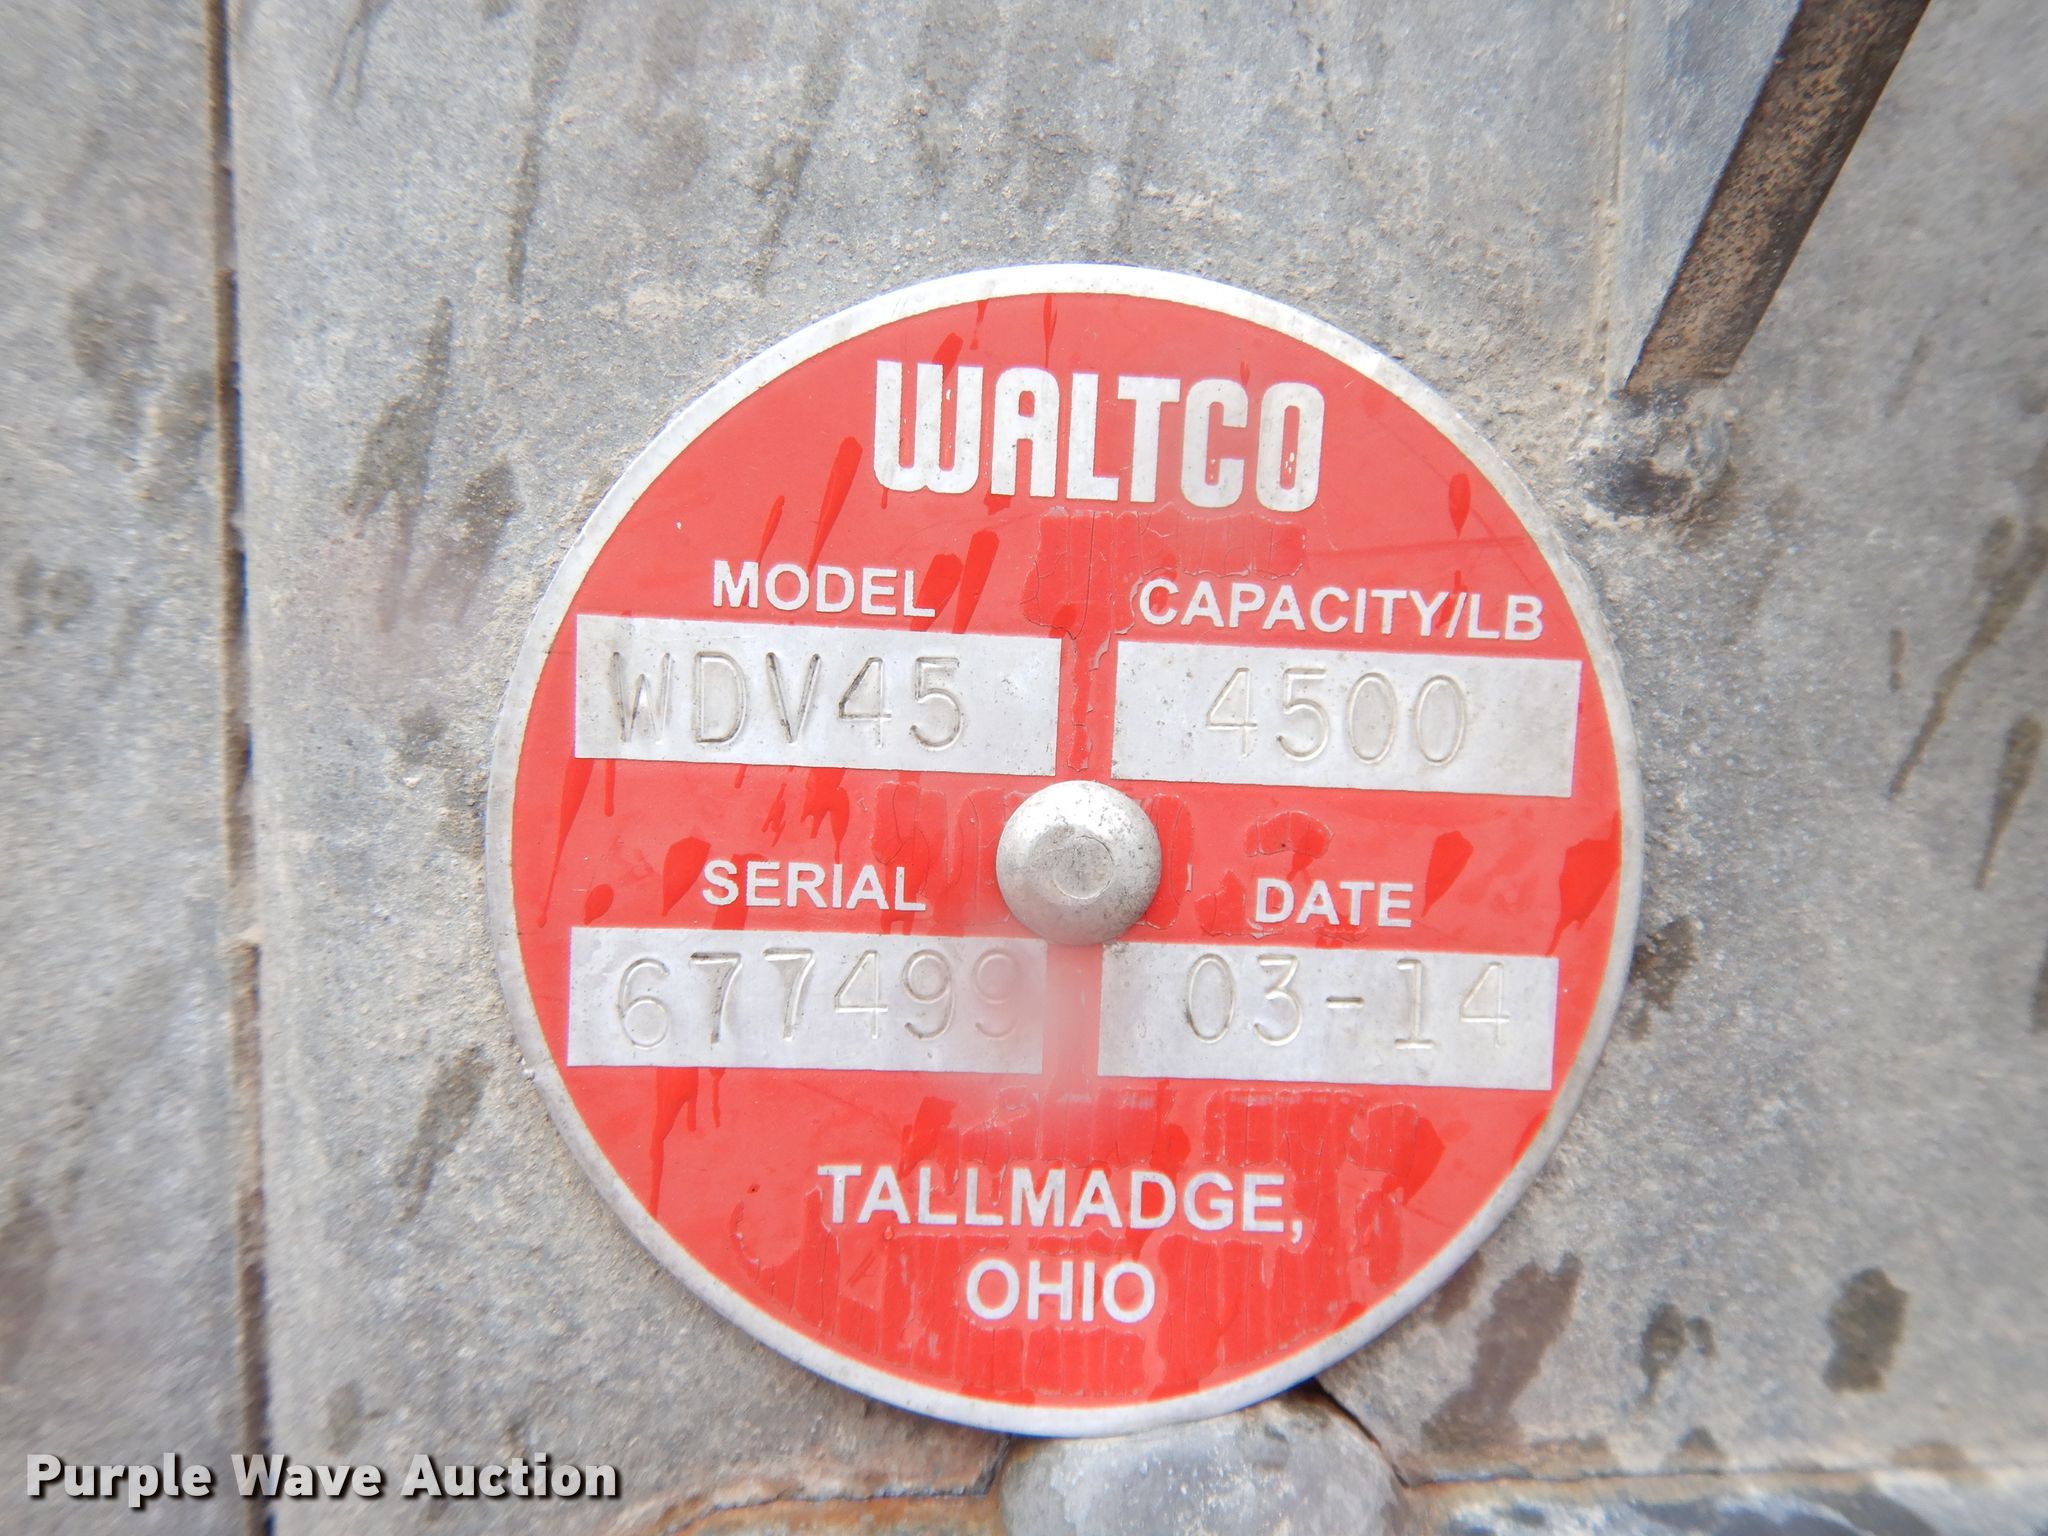 WALTCO
MODEL CAPACITY/LB
WDV45 4500
SERIAL DATE
677499 03-14
TALLMADGE,
OHIO
Purple Wave Auction